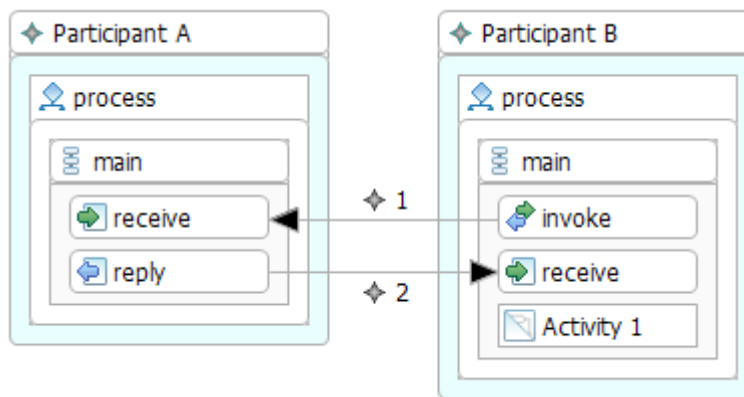 Participant A
process
main
receive
reply
1
2
Participant B
process
main
invoke
receive
Activity 1